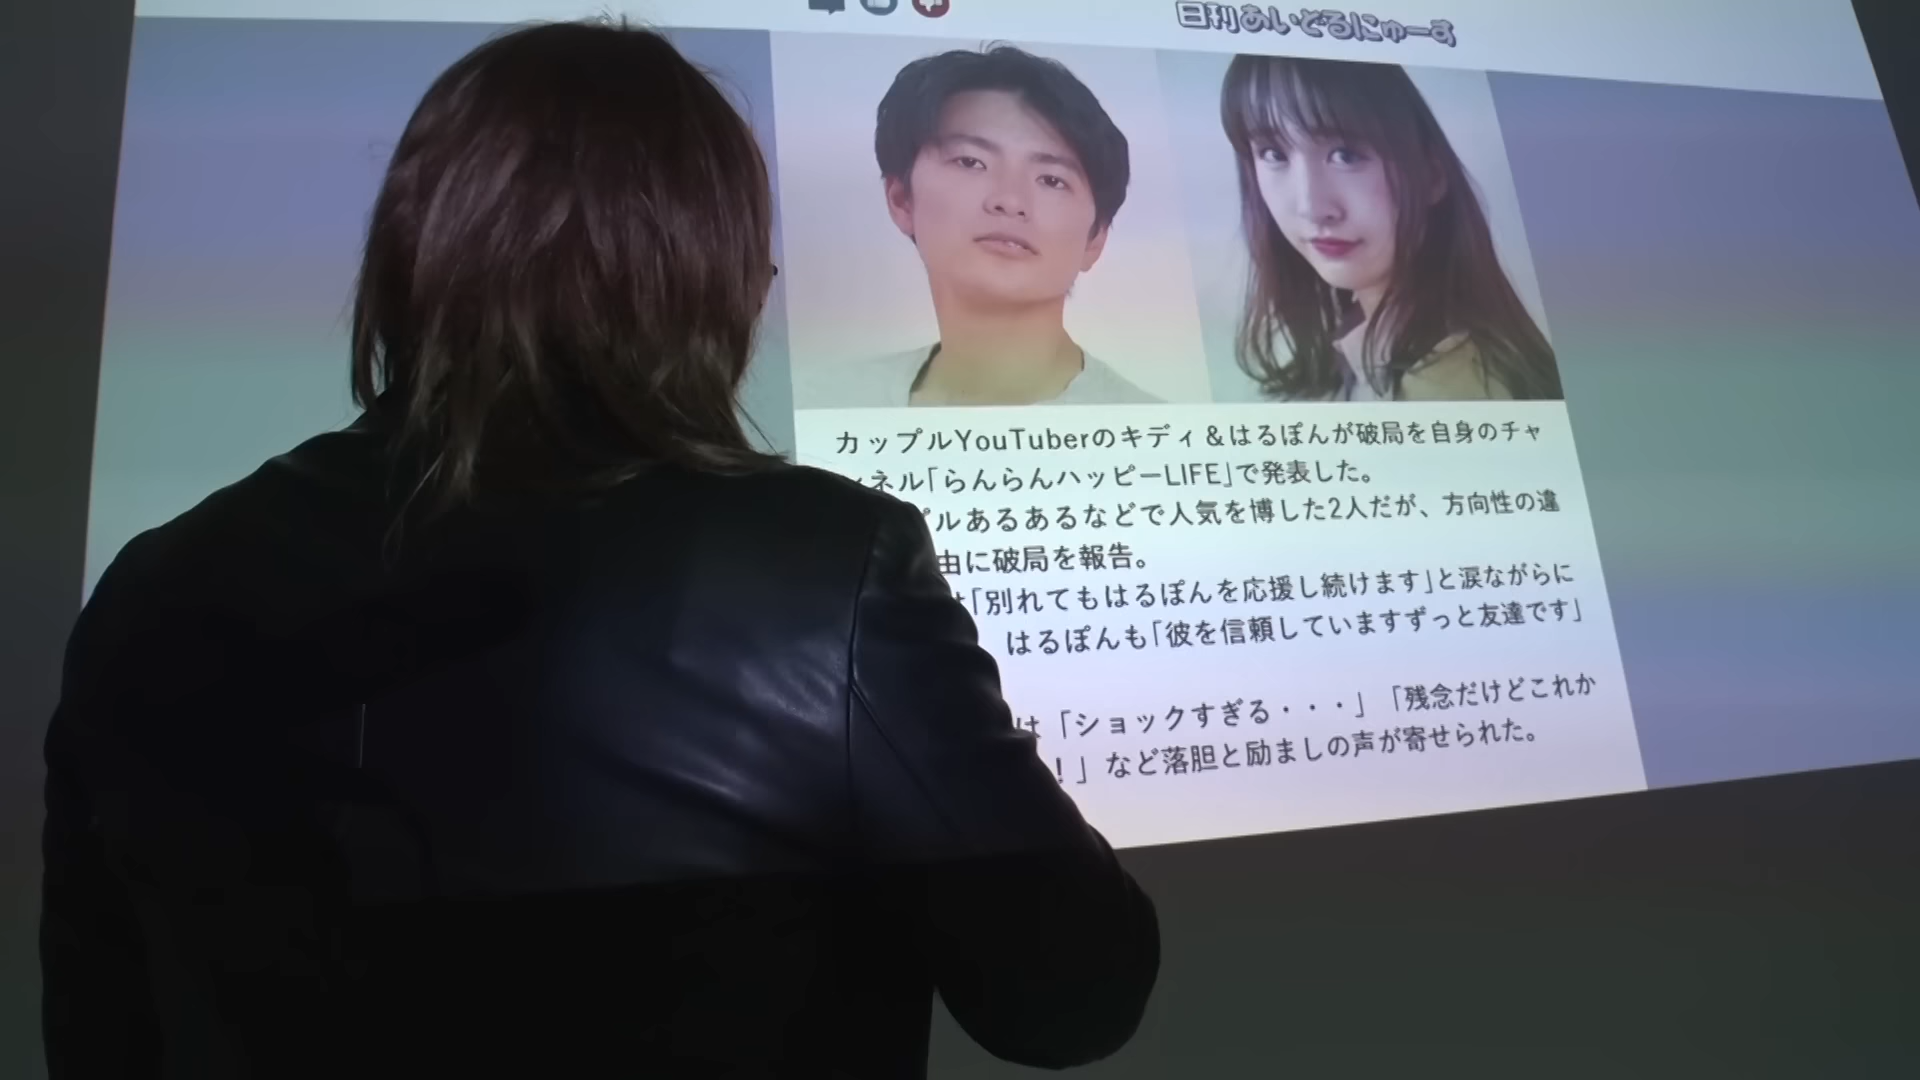 日刊あいどるにゅーす
カップルYouTuberのキディ＆はるぽんが破局を自身のチャ
ンネル「らんらんハッピーLIFE」で発表した。
プルあるあるなどで人気を博した2人だが、方向性の違
由に破局を報告。
は「別れてもはるぽんを応援し続けます」と涙ながらに
はるぽんも「彼を信頼していますずっと友達です」
は「ショックすぎる・・・」「残念だけどこれか
！」など落胆と励ましの声が寄せられた。